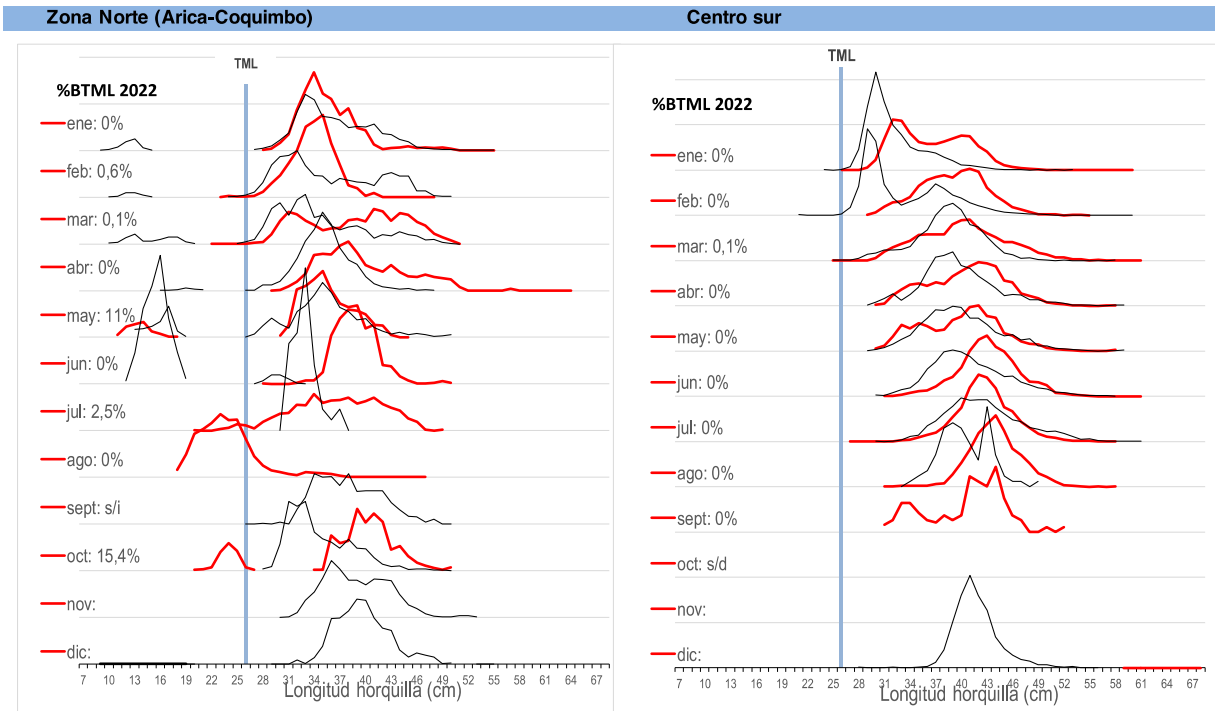 Zona Norte (Arica-Coquimbo)
Centro sur
TML
%BTML 2022
ene: 0%
feb: 0,6%
mar: 0,1%
abr: 0%
may: 11%
jun: 0%
jul: 2,5%
ago: 0%
sept: s/i
oct: 15,4%
nov:
dic:
7 10 13 16 19 22 25 28 31 34 37 40 43 46 49 52 55 58 61 64 67
Longitud horquilla (cm)
TML
%BTML 2022
ene: 0%
feb: 0%
mar: 0,1%
abr: 0%
may: 0%
jun: 0%
jul: 0%
ago: 0%
sept: 0%
oct: s/d
nov:
dic:
7 10 13 16 19 22 25 28 31 34 37 40 43 46 49 52 55 58 61 64 67
Longitud horquilla (cm)